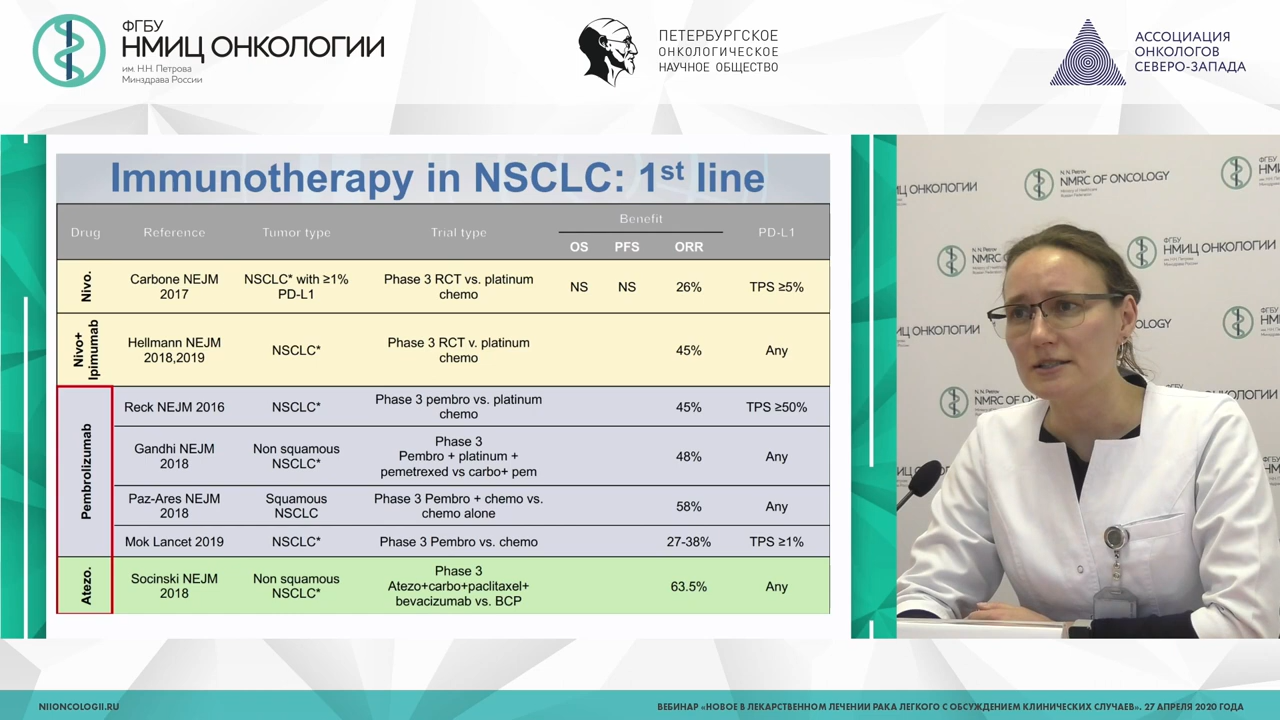 ФГБУ
НМИЦ ОНКОЛОГИИ
им. Н.Н. Петрова
Минздрава России
ПЕТЕРБУРГСКОЕ
ОНКОЛОГИЧЕСКОЕ
НАУЧНОЕ ОБЩЕСТВО
АССОЦИАЦИЯ
ОНКОЛОГОВ
СЕВЕРО-ЗАПАДА
Immunotherapy in NSCLC: 1st line
Drug Reference Tumor type Trial type Benefit PD-L1
OS PFS ORR
Nivo. Carbone NEJM 2017 NSCLC* with ≥1% PD-L1 Phase 3 RCT vs. platinum chemo NS NS 26% TPS ≥5%
Nivo+ Ipimumab Hellmann NEJM 2018,2019 NSCLC* Phase 3 RCT v. platinum chemo 45% Any
Pembrolizumab
Reck NEJM 2016 NSCLC* Phase 3 pembro vs. platinum chemo 45% TPS ≥50%
Gandhi NEJM 2018 Non squamous NSCLC* Phase 3 Pembro + platinum + pemetrexed vs carbo+ pem 48% Any
Paz-Ares NEJM 2018 Squamous NSCLC Phase 3 Pembro + chemo vs. chemo alone 58% Any
Mok Lancet 2019 NSCLC* Phase 3 Pembro vs. chemo 27-38% TPS ≥1%
Atezo. Socinski NEJM 2018 Non squamous NSCLC* Phase 3 Atezo+carbo+paclitaxel+ bevacizumab vs. BCP 63.5% Any
N.N. Petrov
NMRC OF ONCOLOGY
ФГБУ
НМИЦ ОНКОЛОГИИ
NIIONCOLOGII.RU
ВЕБИНАР «НОВОЕ В ЛЕКАРСТВЕННОМ ЛЕЧЕНИИ РАКА ЛЕГКОГО С ОБСУЖДЕНИЕМ КЛИНИЧЕСКИХ СЛУЧАЕВ». 27 АПРЕЛЯ 2020 ГОДА